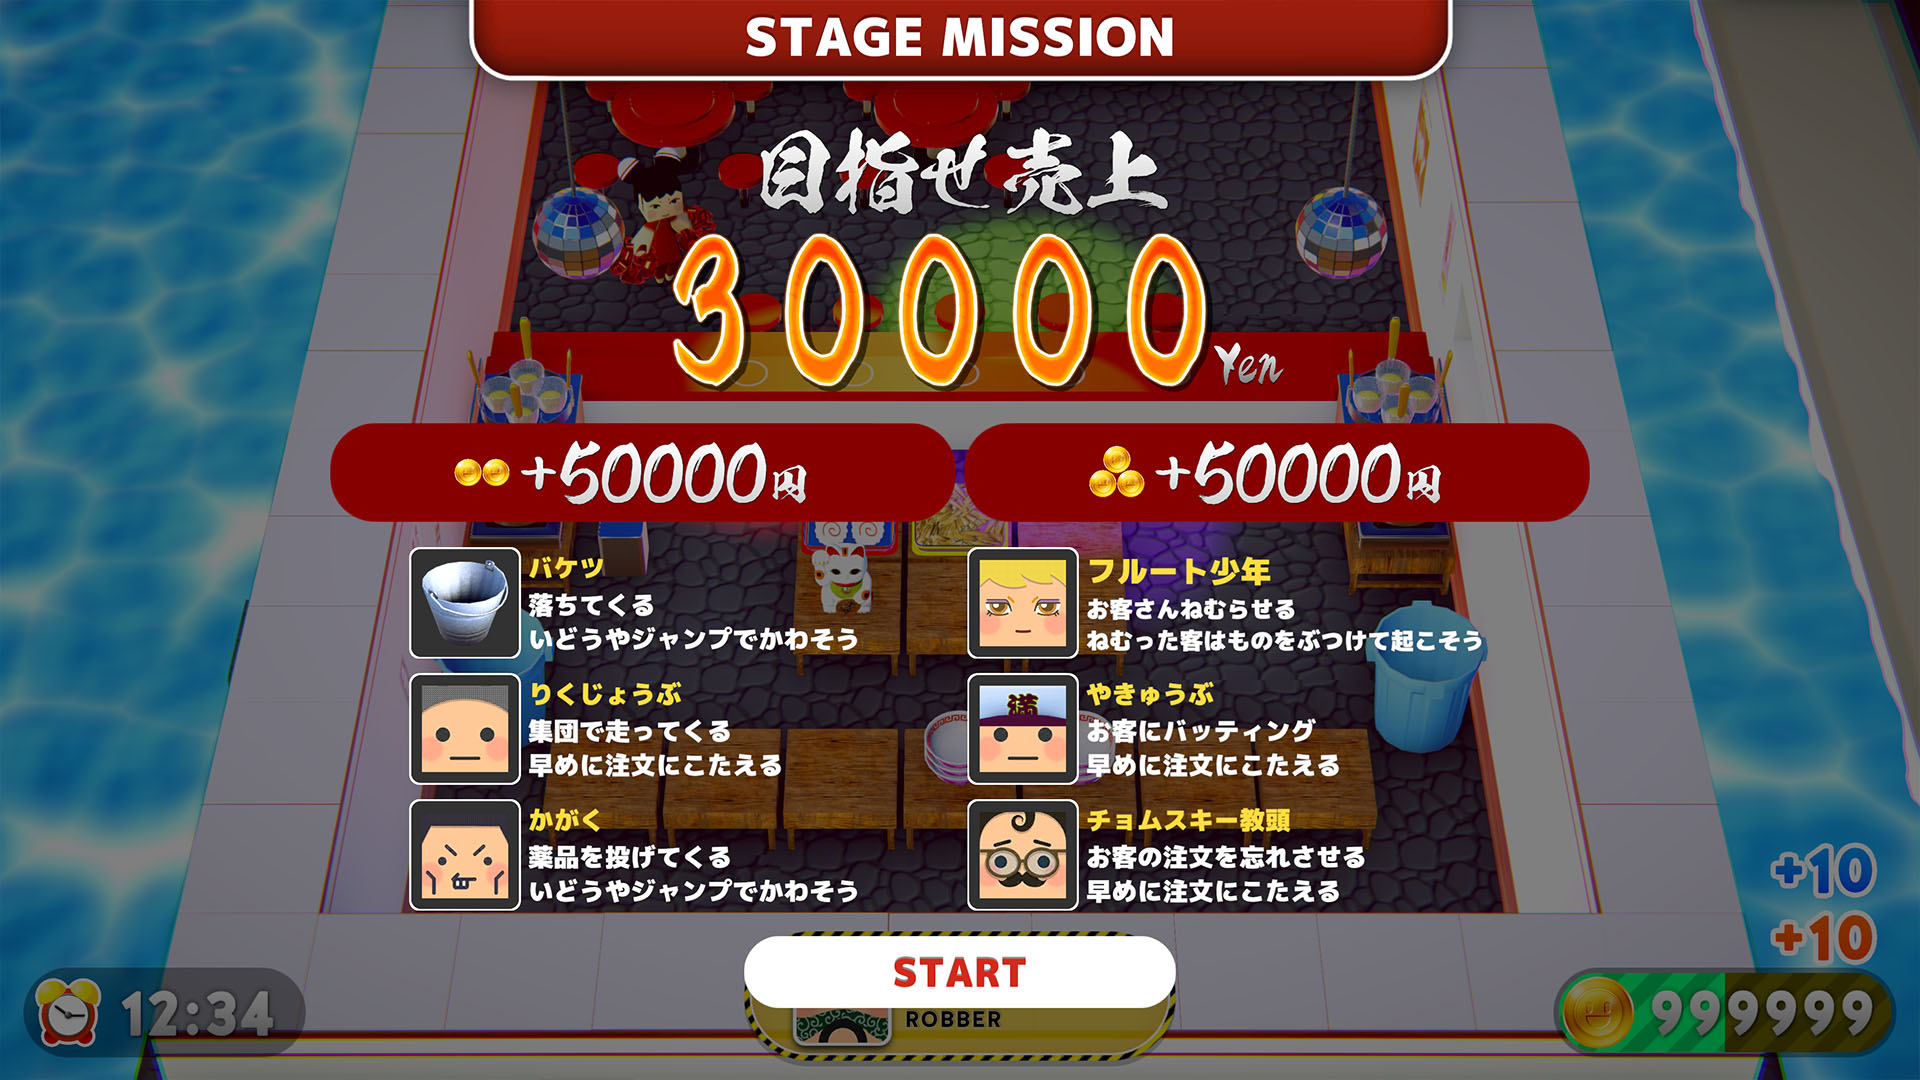 STAGE MISSION
目指せ売上
30000 Yen
+50000円
+50000円
バケツ
落ちてくる
いどうやジャンプでかわそう
フルート少年
お客さんねむらせる
ねむった客はものをぶつけて起こそう
りくじょうぶ
集団で走ってくる
早めに注文にこたえる
やきゅうぶ
お客にバッティング
早めに注文にこたえる
かがく
薬品を投げてくる
いどうやジャンプでかわそう
チョムスキー教頭
お客の注文を忘れさせる
早めに注文にこたえる
+10
+10
START
ROBBER
12:34
999999